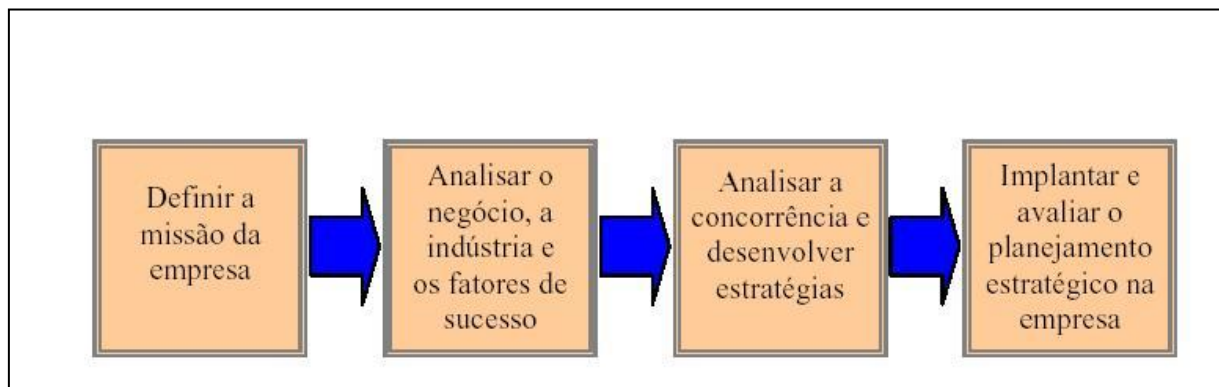 Definir a
missão da
empresa
Analisar o
negócio, a
indústria e
os fatores de
sucesso
Analisar a
concorrência e
desenvolver
estratégias
Implantar e
avaliar o
planejamento
estratégico na
empresa